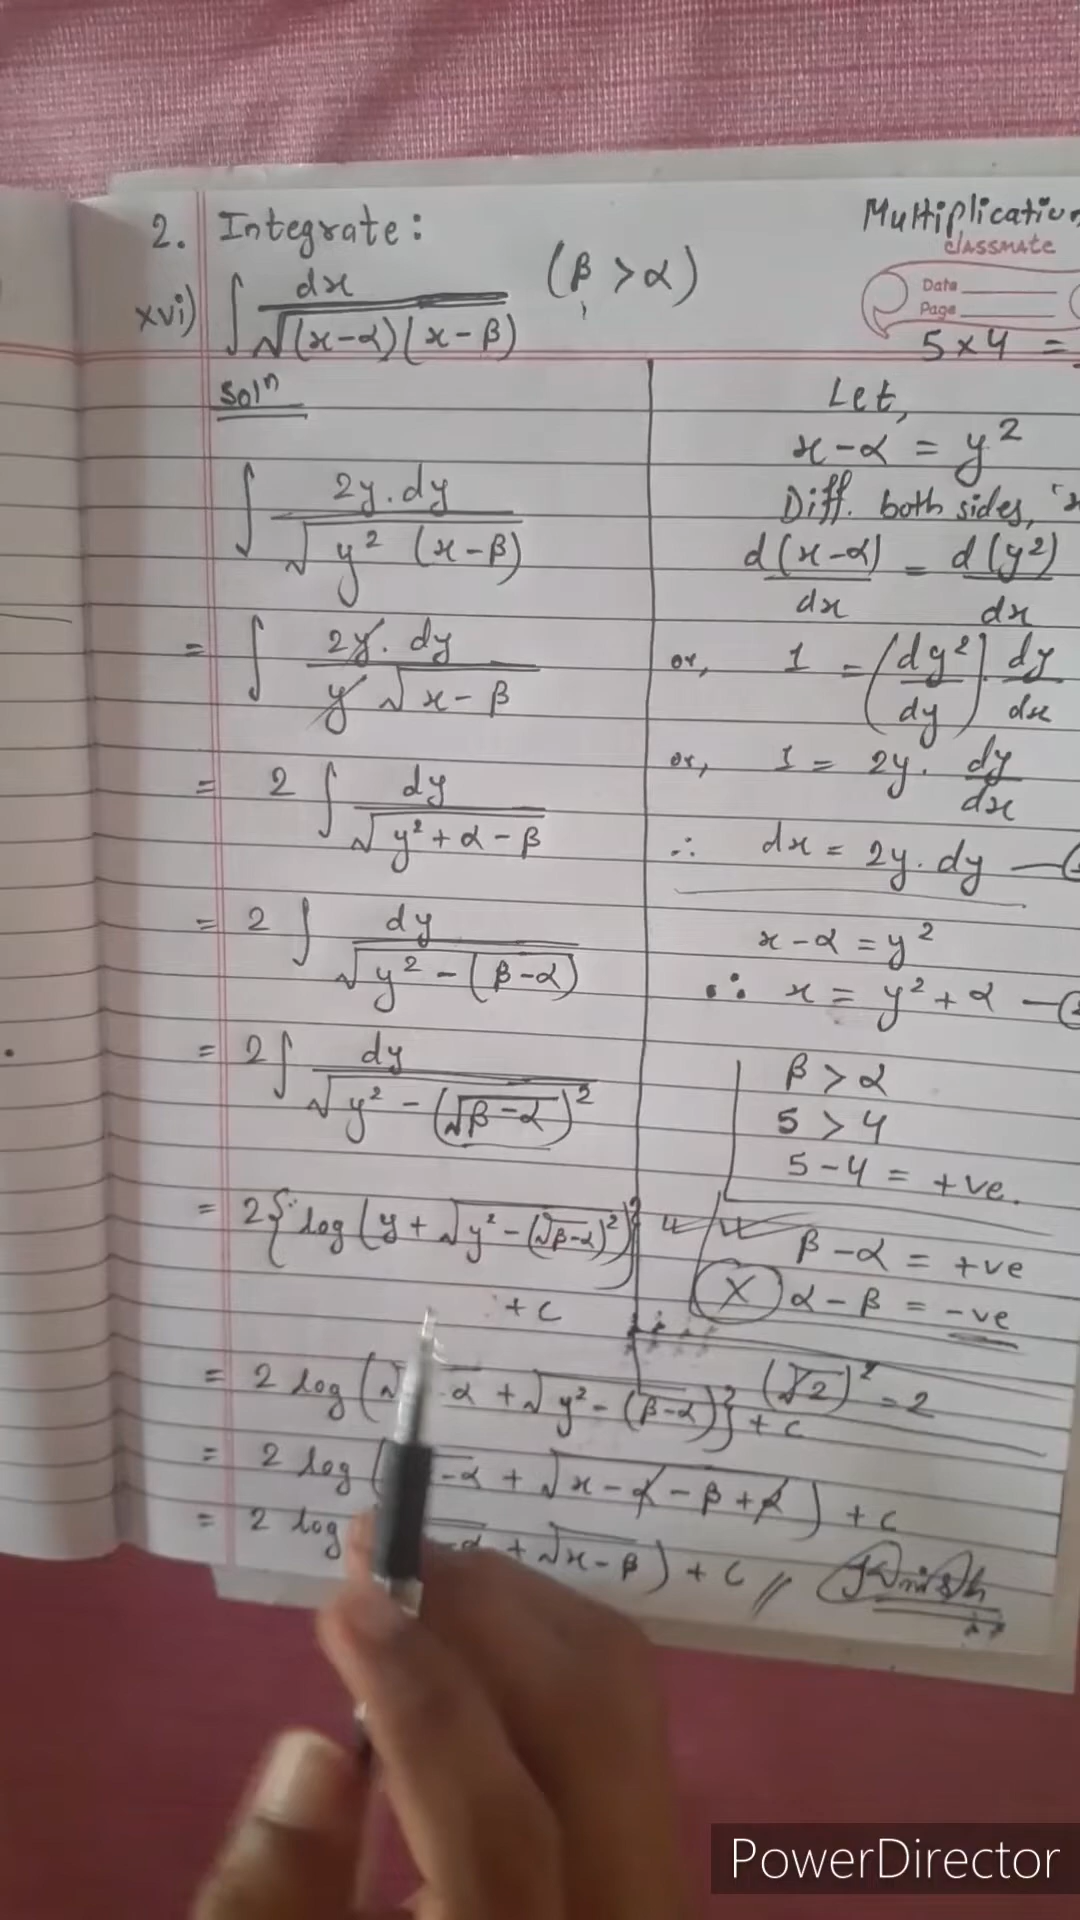 2. Integrate:
Multiplication
classmate
Date
Page
5 × 4 =
xvi) ∫ dx / √(x-α)(x-β) (β > α)
Solⁿ
∫ 2y.dy / √y² (x-β)
= ∫ 2y.dy / y √x-β
= 2 ∫ dy / √y²+α-β
= 2 ∫ dy / √y²-(β-α)
= 2 ∫ dy / √y²-(√β-α)²
= 2{log(y+√y²-(√β-α)²)}
+ c
= 2 log(√ -α + √y²-(β-α)} + c
= 2 log( -α + √x-α-β+α) + c
= 2 log -α + √x-β) + c //
Let,
x-α = y²
Diff. both sides,
d(x-α)/dx = d(y²)/dx
or, 1 = (dy²/dy) dy/dx
or, 1 = 2y. dy/dx
∴ dx = 2y.dy —
x-α = y²
∴ x = y²+α —
β > α
5 > 4
5-4 = +ve.
β-α = +ve
X α-β = -ve
(√2)² = 2
PowerDirector